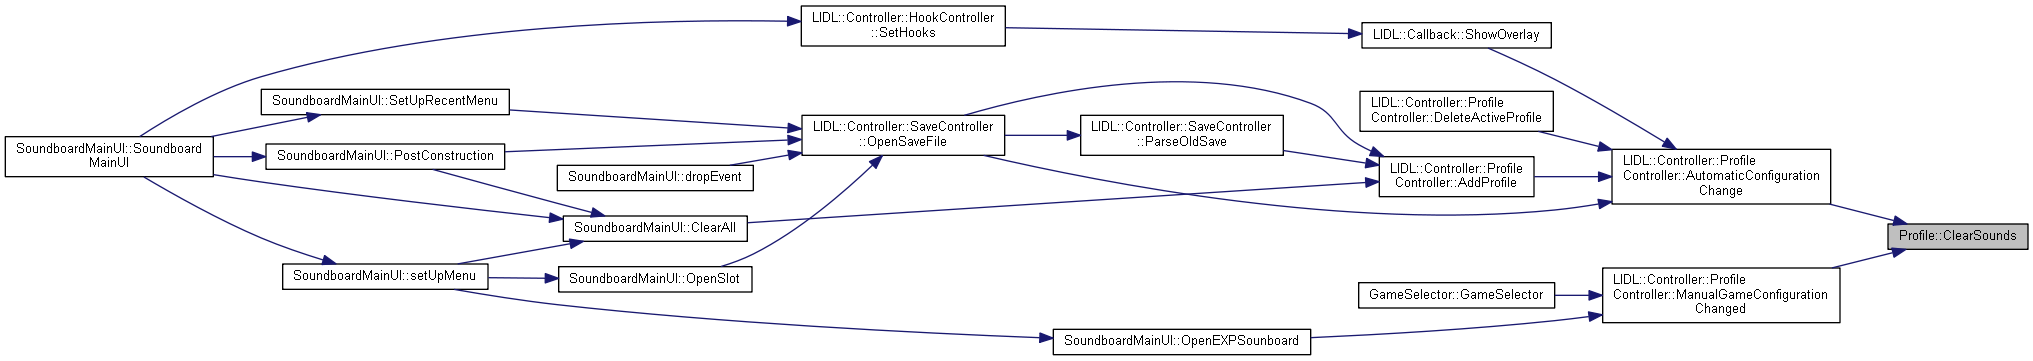 LIDL::Controller::HookController
::SetHooks
LIDL::Callback::ShowOverlay
SoundboardMainUI::SetUpRecentMenu
LIDL::Controller::Profile
Controller::DeleteActiveProfile
SoundboardMainUI::Soundboard
MainUI
SoundboardMainUI::PostConstruction
LIDL::Controller::SaveController
::OpenSaveFile
LIDL::Controller::SaveController
::ParseOldSave
SoundboardMainUI::dropEvent
LIDL::Controller::Profile
Controller::AddProfile
LIDL::Controller::Profile
Controller::AutomaticConfiguration
Change
SoundboardMainUI::ClearAll
Profile::ClearSounds
SoundboardMainUI::setUpMenu
SoundboardMainUI::OpenSlot
GameSelector::GameSelector
LIDL::Controller::Profile
Controller::ManualGameConfiguration
Changed
SoundboardMainUI::OpenEXPSounboard